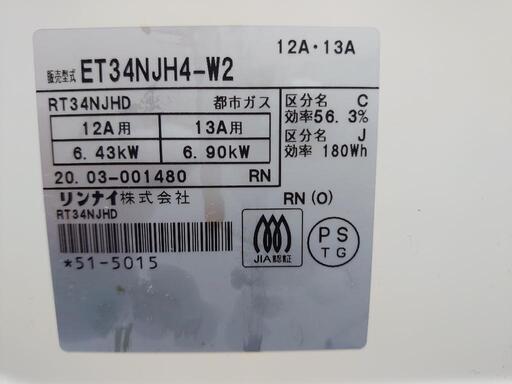 12A・13A
販売型式 ET34NJH4-W2
RT34NJHD 都市ガス
12A用 13A用
6.43kW 6.90kW
20.03-001480 RN
区分名 C
効率56.3%
区分名 J
効率 180Wh
リンナイ株式会社
RT34NJHD
RN(O)
*51-5015
JIA認証
PS
TG